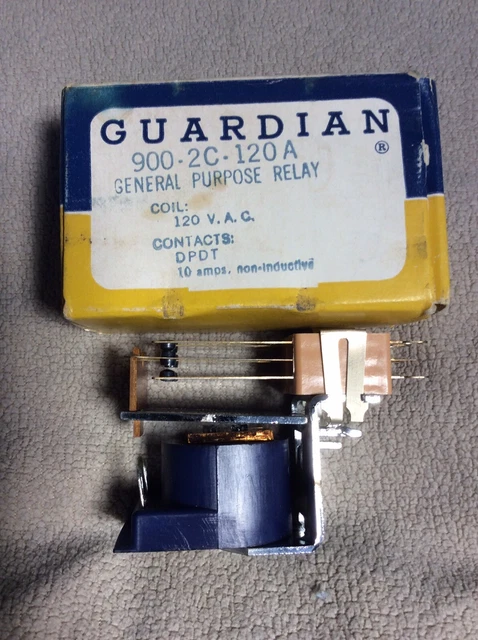 GUARDIAN
®
900-2C-120A
GENERAL PURPOSE RELAY
COIL:
120 V.A.C.
CONTACTS:
DPDT
10 amps. non-inductive